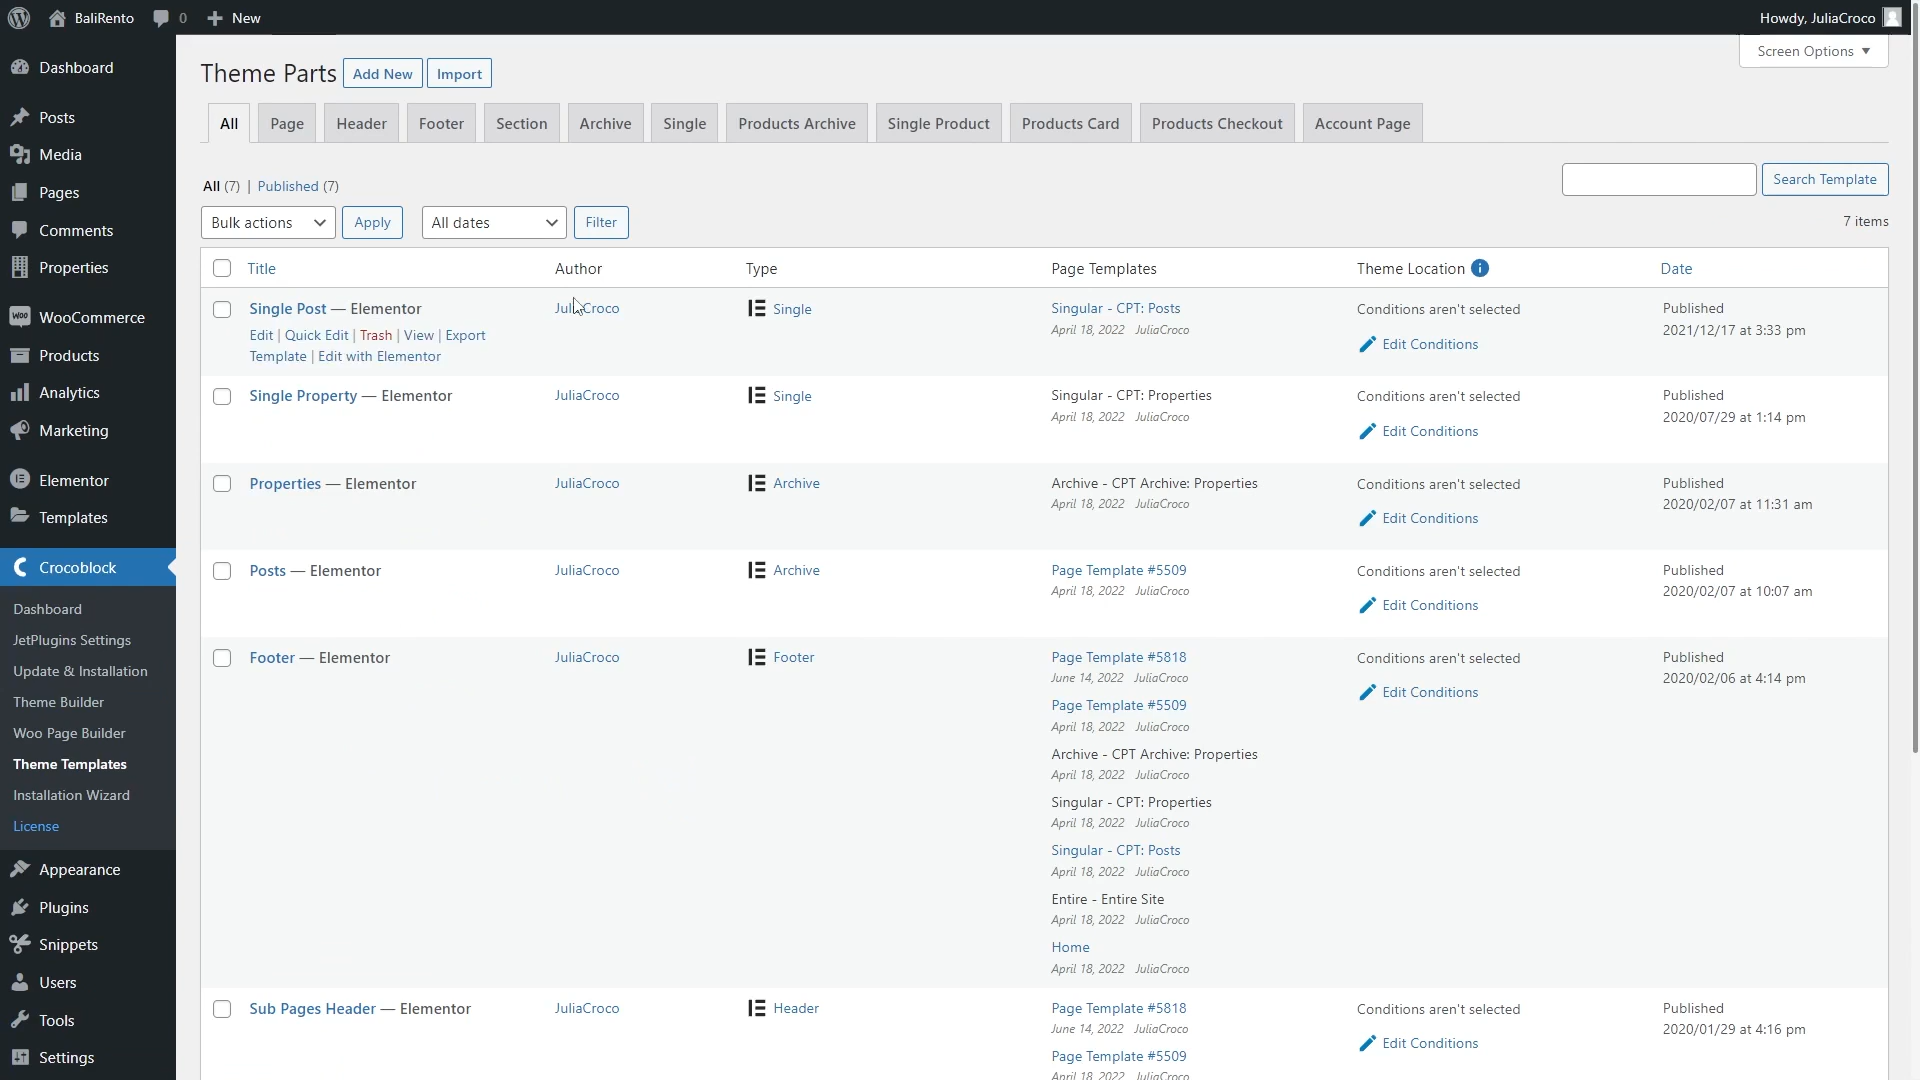 BaliRento 0 New Howdy, JuliaCroco
Screen Options
Dashboard
Posts
Media
Pages
Comments
Properties
WooCommerce
Products
Analytics
Marketing
Elementor
Templates
Crocoblock
Dashboard
JetPlugins Settings
Update & Installation
Theme Builder
Woo Page Builder
Theme Templates
Installation Wizard
License
Appearance
Plugins
Snippets
Users
Tools
Settings
Theme Parts Add New Import
All Page Header Footer Section Archive Single Products Archive Single Product Products Card Products Checkout Account Page
All (7) | Published (7)
Search Template
Bulk actions Apply All dates Filter 7 items
Title Author Type Page Templates Theme Location Date
Single Post — Elementor JuliaCroco Single Singular - CPT: Posts Conditions aren't selected Published
April 18, 2022 JuliaCroco 2021/12/17 at 3:33 pm
Edit | Quick Edit | Trash | View | Export Edit Conditions
Template | Edit with Elementor
Single Property — Elementor JuliaCroco Single Singular - CPT: Properties Conditions aren't selected Published
April 18, 2022 JuliaCroco 2020/07/29 at 1:14 pm
Edit Conditions
Properties — Elementor JuliaCroco Archive Archive - CPT Archive: Properties Conditions aren't selected Published
April 18, 2022 JuliaCroco 2020/02/07 at 11:31 am
Edit Conditions
Posts — Elementor JuliaCroco Archive Page Template #5509 Conditions aren't selected Published
April 18, 2022 JuliaCroco 2020/02/07 at 10:07 am
Edit Conditions
Footer — Elementor JuliaCroco Footer Page Template #5818 Conditions aren't selected Published
June 14, 2022 JuliaCroco 2020/02/06 at 4:14 pm
Edit Conditions
Page Template #5509
April 18, 2022 JuliaCroco
Archive - CPT Archive: Properties
April 18, 2022 JuliaCroco
Singular - CPT: Properties
April 18, 2022 JuliaCroco
Singular - CPT: Posts
April 18, 2022 JuliaCroco
Entire - Entire Site
April 18, 2022 JuliaCroco
Home
April 18, 2022 JuliaCroco
Sub Pages Header — Elementor JuliaCroco Header Page Template #5818 Conditions aren't selected Published
June 14, 2022 JuliaCroco 2020/01/29 at 4:16 pm
Edit Conditions
Page Template #5509
April 18, 2022 JuliaCroco